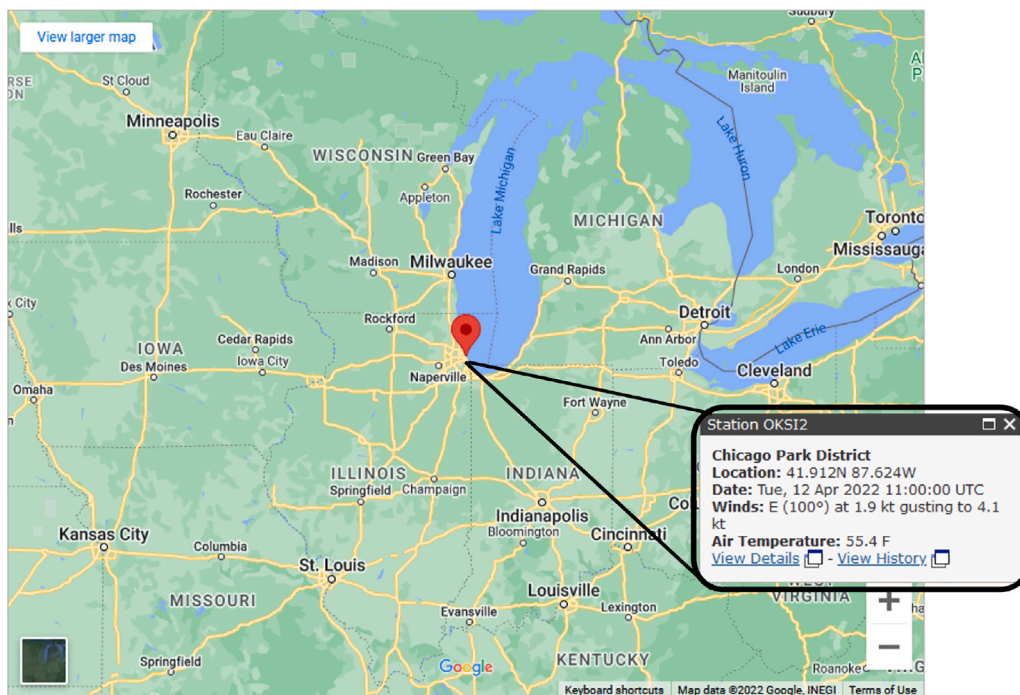 View larger map
Sudbury
St Cloud
Manitoulin
Island
Minneapolis
Eau Claire
WISCONSIN
Green Bay
Lake Huron
Appleton
Lake Michigan
Rochester
MICHIGAN
Toronto
Mississauga
Madison
Milwaukee
Grand Rapids
London
Rockford
Detroit
Ann Arbor
Lake Erie
Cedar Rapids
IOWA
Iowa City
Des Moines
Toledo
Naperville
Cleveland
Omaha
Fort Wayne
Station OKSI2
Chicago Park District
Location: 41.912N 87.624W
Date: Tue, 12 Apr 2022 11:00:00 UTC
Winds: E (100°) at 1.9 kt gusting to 4.1
kt
Air Temperature: 55.4 F
View Details - View History
ILLINOIS
INDIANA
Champaign
Springfield
Indianapolis
Bloomington
Cincinnati
Kansas City
Columbia
St. Louis
Louisville
MISSOURI
Lexington
VIRGINIA
Evansville
Springfield
Google
KENTUCKY
Roanoke
Keyboard shortcuts
Map data ©2022 Google, INEGI
Terms of Use